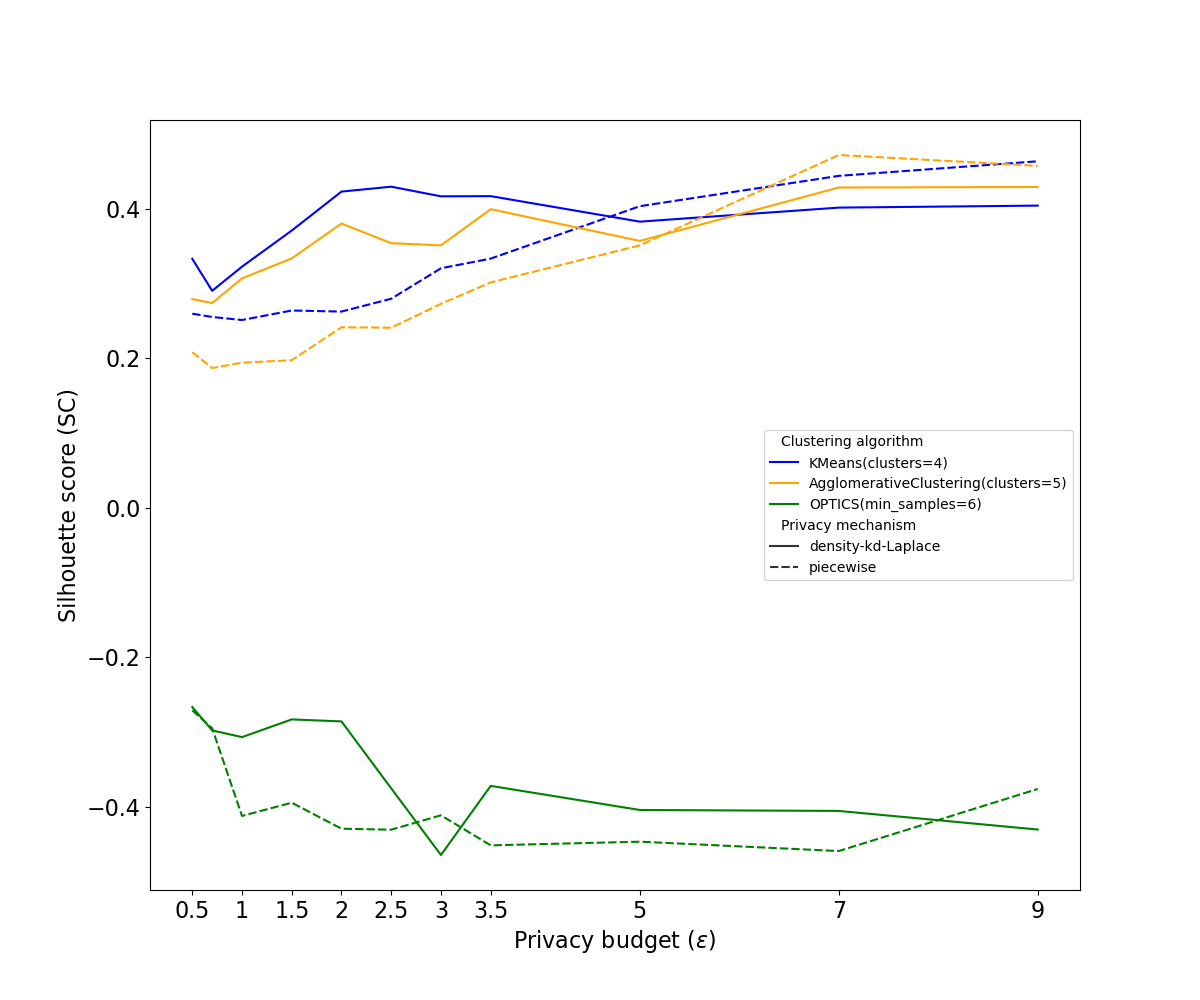 0.4
0.2
0.0
−0.2
−0.4
Silhouette score (SC)
Clustering algorithm
KMeans(clusters=4)
AgglomerativeClustering(clusters=5)
OPTICS(min_samples=6)
Privacy mechanism
density-kd-Laplace
piecewise
0.5 1 1.5 2 2.5 3 3.5 5 7 9
Privacy budget (ε)